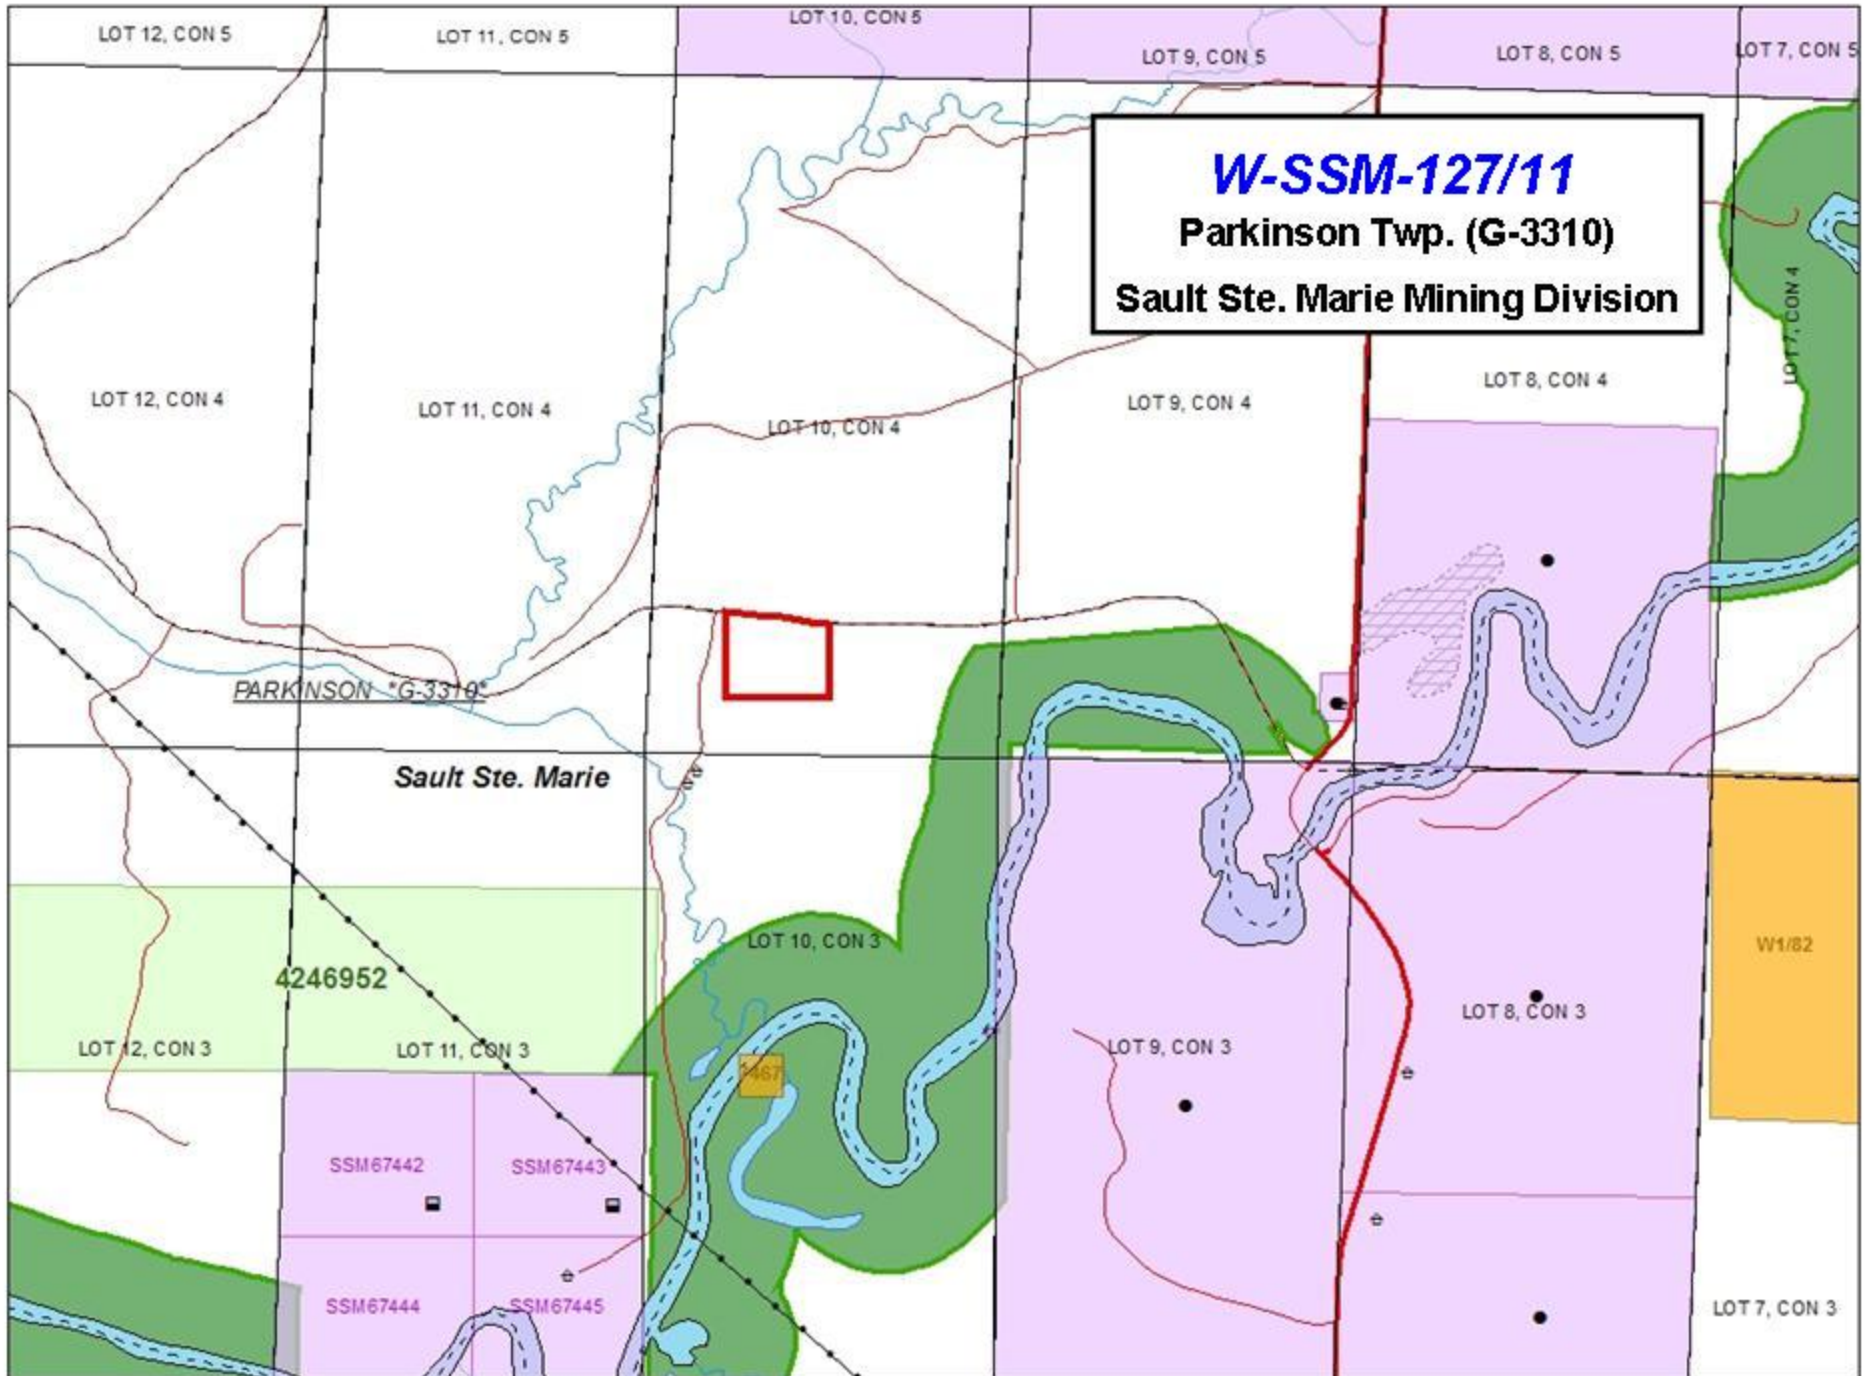 LOT 12, CON 5
LOT 11, CON 5
LOT 10, CON 5
LOT 9, CON 5
LOT 8, CON 5
LOT 7, CON 5
W-SSM-127/11
Parkinson Twp. (G-3310)
Sault Ste. Marie Mining Division
LOT 7, CON 4
LOT 12, CON 4
LOT 11, CON 4
LOT 10, CON 4
LOT 9, CON 4
LOT 8, CON 4
PARKINSON "G-3310"
Sault Ste. Marie
LOT 10, CON 3
W1/82
4246952
LOT 12, CON 3
LOT 11, CON 3
LOT 9, CON 3
LOT 8, CON 3
SSM67442
SSM67443
SSM67444
SSM67445
LOT 7, CON 3